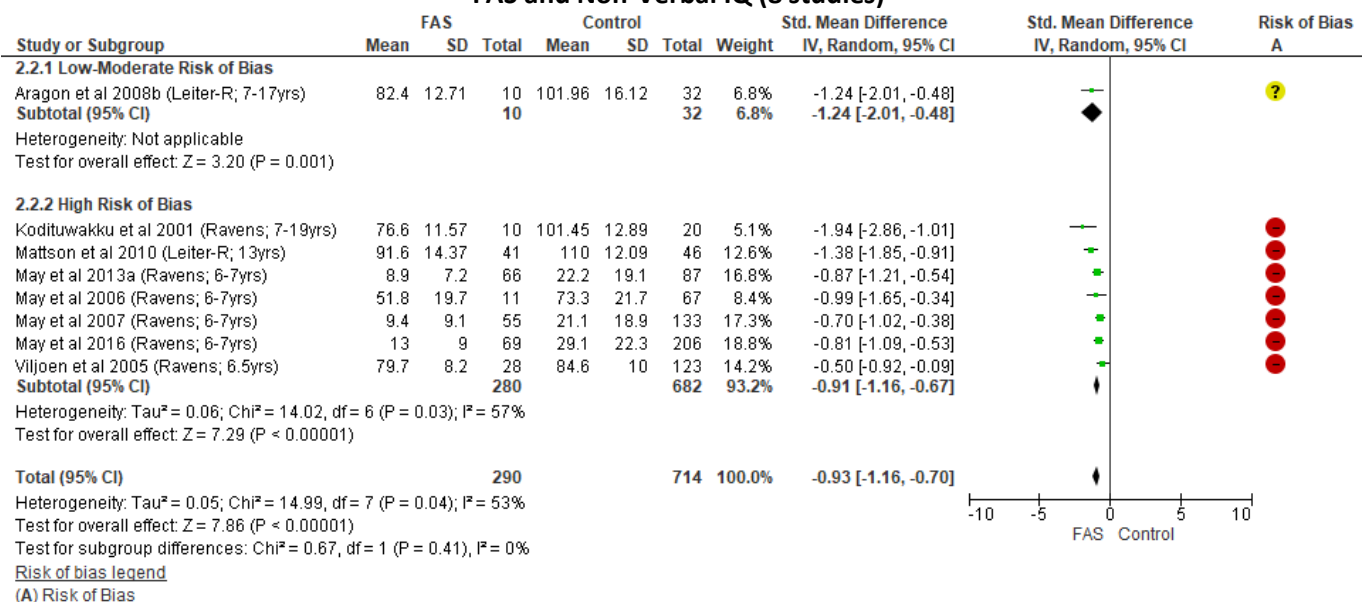 FAS and Non-Verbal IQ (8 studies)
FAS Control Std. Mean Difference Std. Mean Difference Risk of Bias
Study or Subgroup Mean SD Total Mean SD Total Weight IV, Random, 95% CI IV, Random, 95% CI A
2.2.1 Low-Moderate Risk of Bias
Aragon et al 2008b (Leiter-R; 7-17yrs) 82.4 12.71 10 101.96 16.12 32 6.8% -1.24 [-2.01, -0.48] ?
Subtotal (95% CI) 10 32 6.8% -1.24 [-2.01, -0.48]
Heterogeneity: Not applicable
Test for overall effect: Z = 3.20 (P = 0.001)
2.2.2 High Risk of Bias
Kodituwakku et al 2001 (Ravens; 7-19yrs) 76.6 11.57 10 101.45 12.89 20 5.1% -1.94 [-2.86, -1.01] −
Mattson et al 2010 (Leiter-R; 13yrs) 91.6 14.37 41 110 12.09 46 12.6% -1.38 [-1.85, -0.91] −
May et al 2013a (Ravens; 6-7yrs) 8.9 7.2 66 22.2 19.1 87 16.8% -0.87 [-1.21, -0.54] −
May et al 2006 (Ravens; 6-7yrs) 51.8 19.7 11 73.3 21.7 67 8.4% -0.99 [-1.65, -0.34] −
May et al 2007 (Ravens; 6-7yrs) 9.4 9.1 55 21.1 18.9 133 17.3% -0.70 [-1.02, -0.38] −
May et al 2016 (Ravens; 6-7yrs) 13 9 69 29.1 22.3 206 18.8% -0.81 [-1.09, -0.53] −
Viljoen et al 2005 (Ravens; 6.5yrs) 79.7 8.2 28 84.6 10 123 14.2% -0.50 [-0.92, -0.09] −
Subtotal (95% CI) 280 682 93.2% -0.91 [-1.16, -0.67]
Heterogeneity: Tau² = 0.06; Chi² = 14.02, df = 6 (P = 0.03); I² = 57%
Test for overall effect: Z = 7.29 (P < 0.00001)
Total (95% CI) 290 714 100.0% -0.93 [-1.16, -0.70]
Heterogeneity: Tau² = 0.05; Chi² = 14.99, df = 7 (P = 0.04); I² = 53%
Test for overall effect: Z = 7.86 (P < 0.00001)
Test for subgroup differences: Chi² = 0.67, df = 1 (P = 0.41), I² = 0%
-10 -5 0 5 10
FAS Control
Risk of bias legend
(A) Risk of Bias